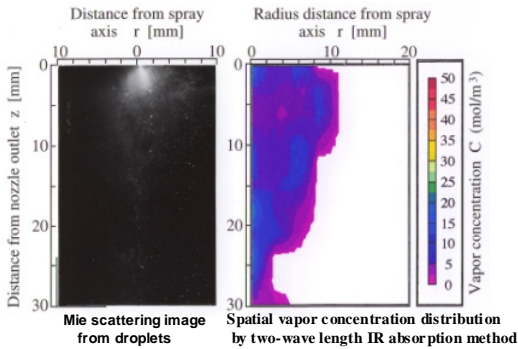 Distance from spray
axis r [mm]
10 0 10
Distance from nozzle outlet z [mm]
0
10
20
30
Mie scattering image
from droplets
Radius distance from spray
axis r [mm]
0 10 20
0
10
20
30
Spatial vapor concentration distribution
by two-wave length IR absorption method
50
45
40
35
30
25
20
15
10
5
0
Vapor concentration C (mol/m³)